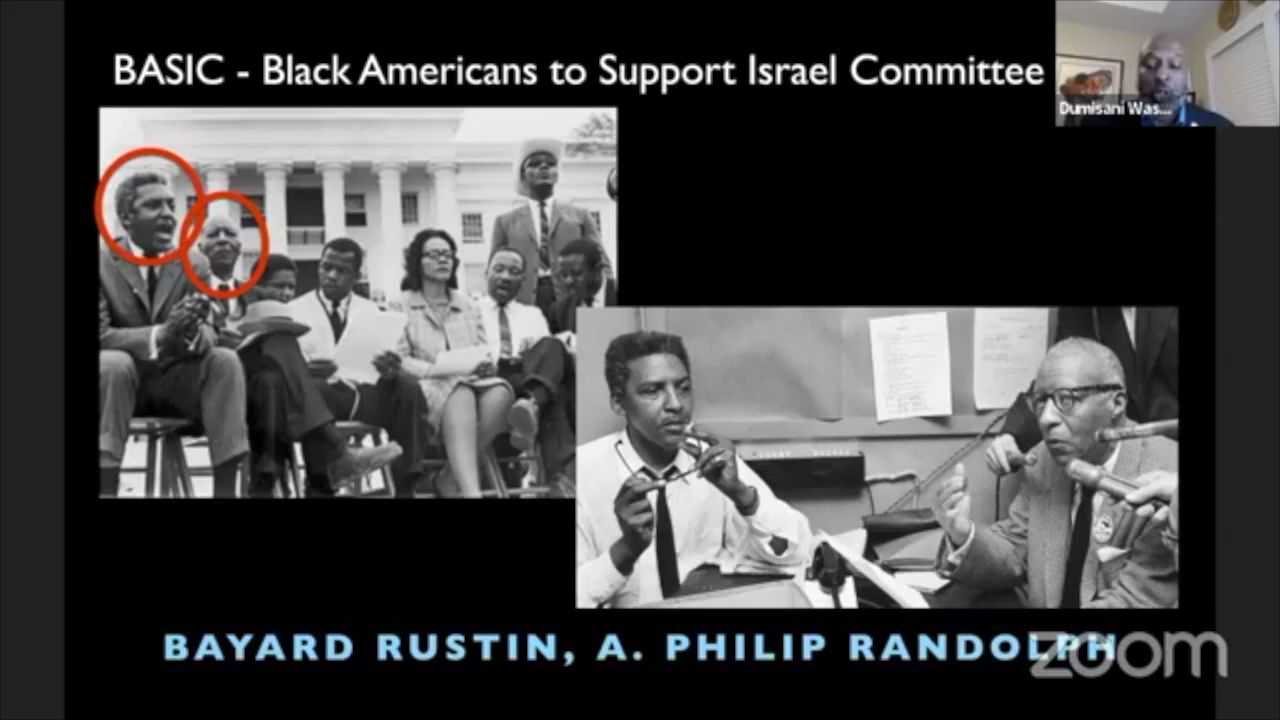 BASIC - Black Americans to Support Israel Committee
Dumisani Was...
BAYARD RUSTIN, A. PHILIP RANDOLPH
zoom